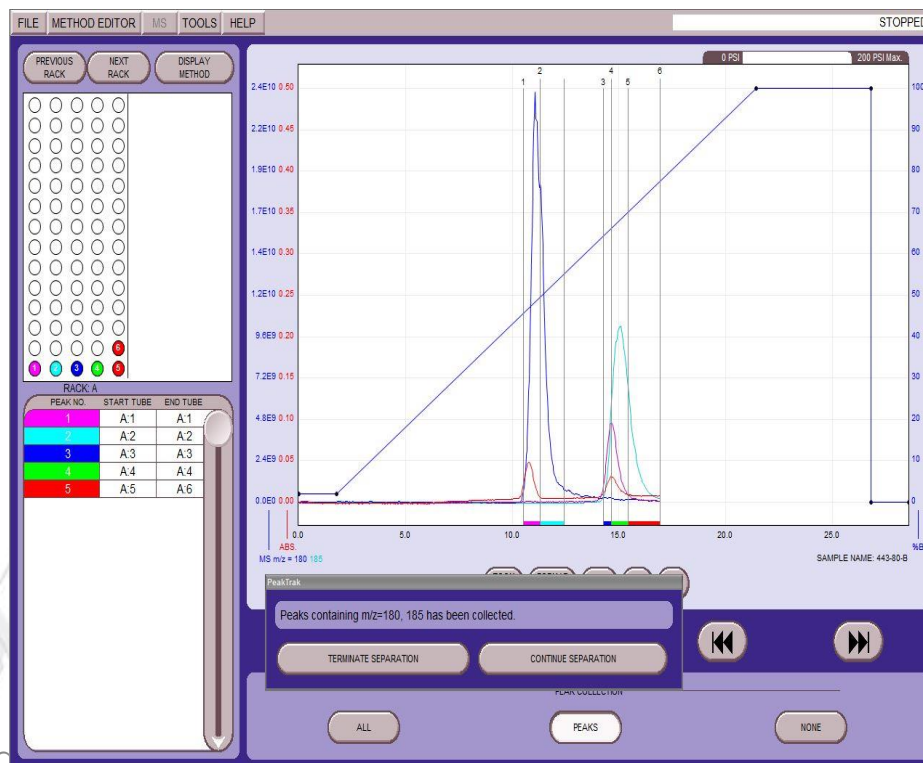 FILE METHOD EDITOR MS TOOLS HELP STOPPED
PREVIOUS RACK NEXT RACK DISPLAY METHOD
0 PSI 200 PSI Max.
1 2 3 4 5 6
2.4E10 0.50 100
2.2E10 0.45 90
1.9E10 0.40 80
1.7E10 0.35 70
1.4E10 0.30 60
1.2E10 0.25 50
9.6E9 0.20 40
7.2E9 0.15 30
4.8E9 0.10 20
2.4E9 0.05 10
0.0E0 0.00 0
0.0 5.0 10.0 15.0 20.0 25.0
ABS.
%B
MS m/z = 180 185
SAMPLE NAME: 443-80-B
6
1 2 3 4 5
RACK: A
PEAK NO. START TUBE END TUBE
1 A:1 A:1
2 A:2 A:2
3 A:3 A:3
4 A:4 A:4
5 A:5 A:6
PeakTrak
Peaks containing m/z=180, 185 has been collected.
TERMINATE SEPARATION CONTINUE SEPARATION
PEAK COLLECTION
ALL PEAKS NONE